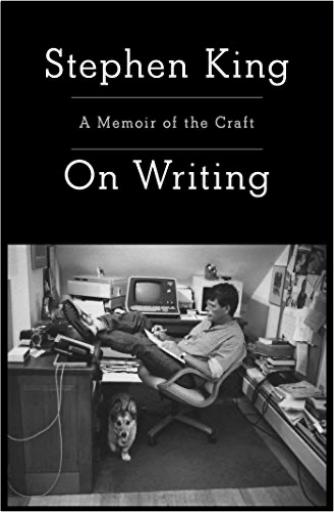 Stephen King
A Memoir of the Craft
On Writing